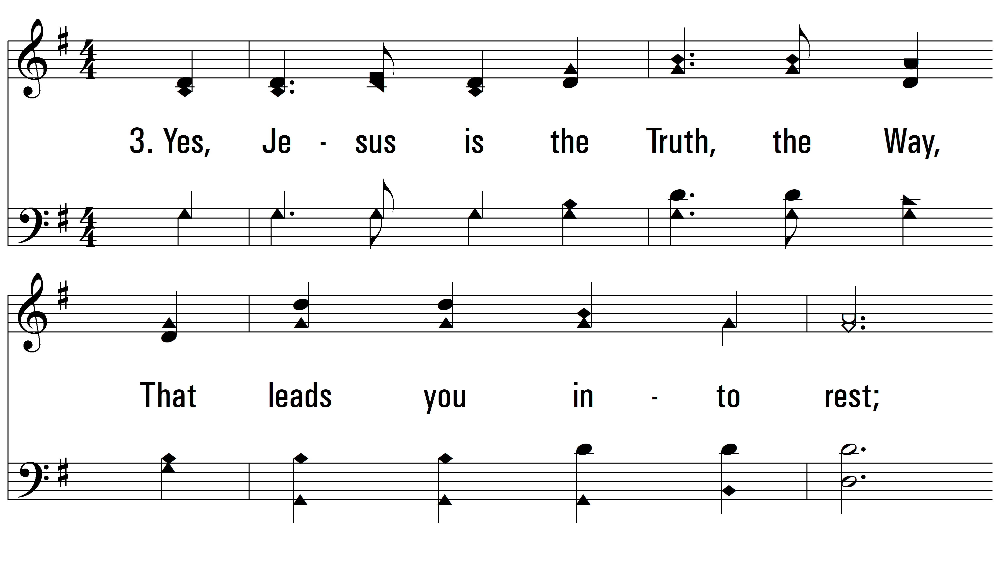 3. Yes, Je - sus is the Truth, the Way,
That leads you in - to rest;